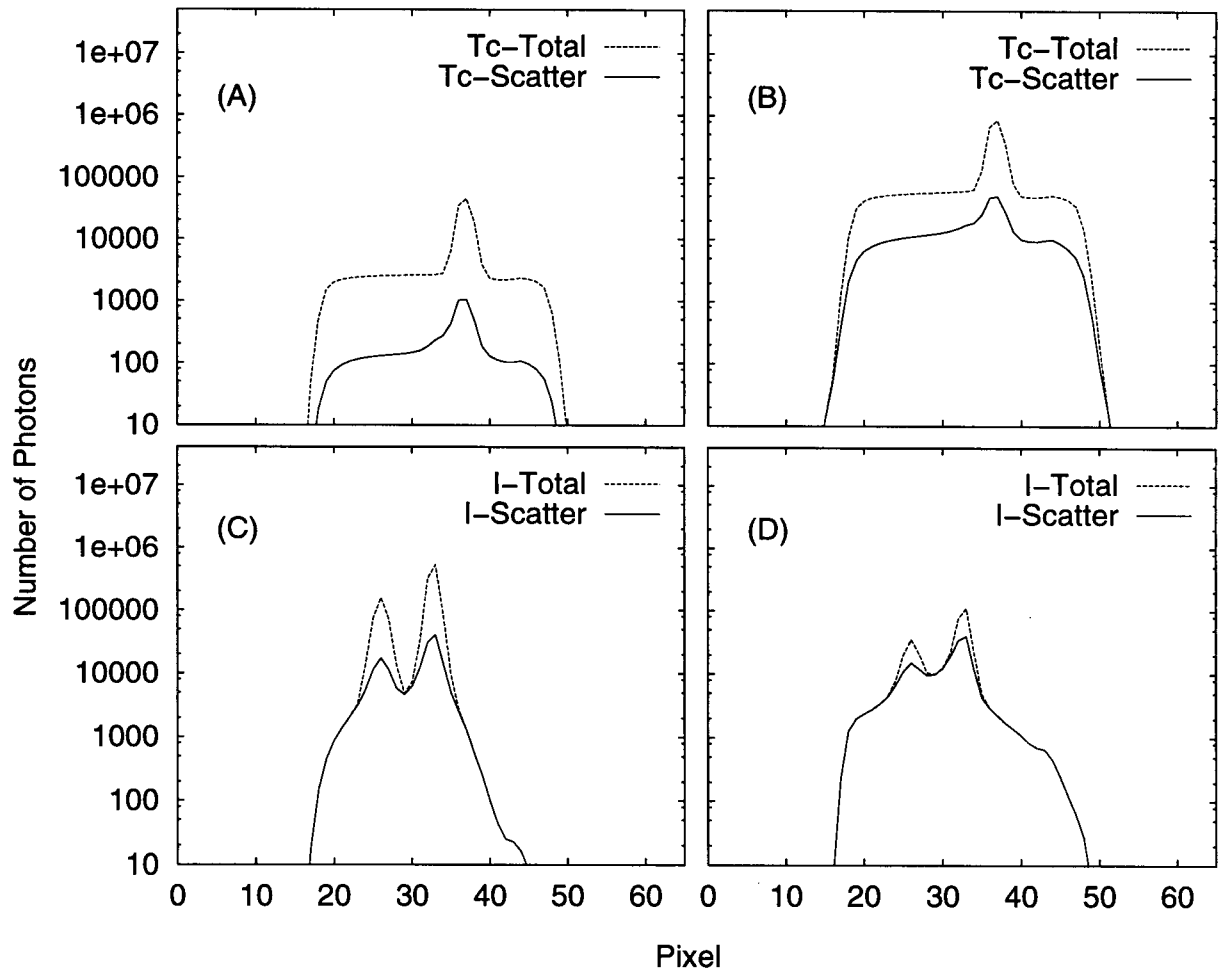 Tc–Total
Tc–Scatter
(A)
1e+07
1e+06
100000
10000
1000
100
10
Tc–Total
Tc–Scatter
(B)
I–Total
I–Scatter
(C)
1e+07
1e+06
100000
10000
1000
100
10
I–Total
I–Scatter
(D)
0 10 20 30 40 50 60
0 10 20 30 40 50 60
Number of Photons
Pixel